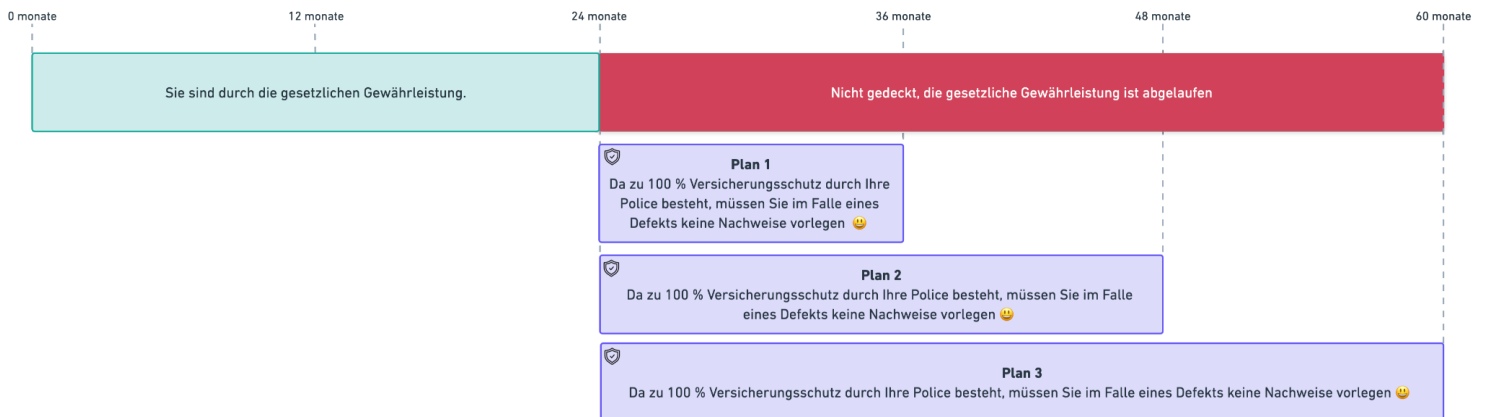 0 monate 12 monate 24 monate 36 monate 48 monate 60 monate
Sie sind durch die gesetzlichen Gewährleistung.
Nicht gedeckt, die gesetzliche Gewährleistung ist abgelaufen
Plan 1
Da zu 100 % Versicherungsschutz durch Ihre
Police besteht, müssen Sie im Falle eines
Defekts keine Nachweise vorlegen 😃
Plan 2
Da zu 100 % Versicherungsschutz durch Ihre Police besteht, müssen Sie im Falle
eines Defekts keine Nachweise vorlegen 😃
Plan 3
Da zu 100 % Versicherungsschutz durch Ihre Police besteht, müssen Sie im Falle eines Defekts keine Nachweise vorlegen 😃